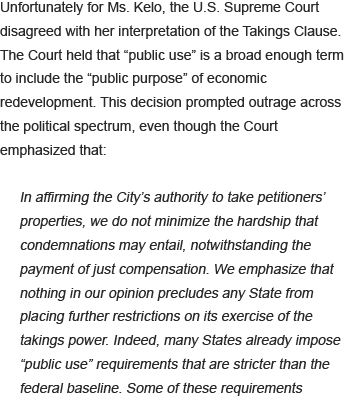 Unfortunately for Ms. Kelo, the U.S. Supreme Court
disagreed with her interpretation of the Takings Clause.
The Court held that “public use” is a broad enough term
to include the “public purpose” of economic
redevelopment. This decision prompted outrage across
the political spectrum, even though the Court
emphasized that:
In affirming the City’s authority to take petitioners’
properties, we do not minimize the hardship that
condemnations may entail, notwithstanding the
payment of just compensation. We emphasize that
nothing in our opinion precludes any State from
placing further restrictions on its exercise of the
takings power. Indeed, many States already impose
“public use” requirements that are stricter than the
federal baseline. Some of these requirements